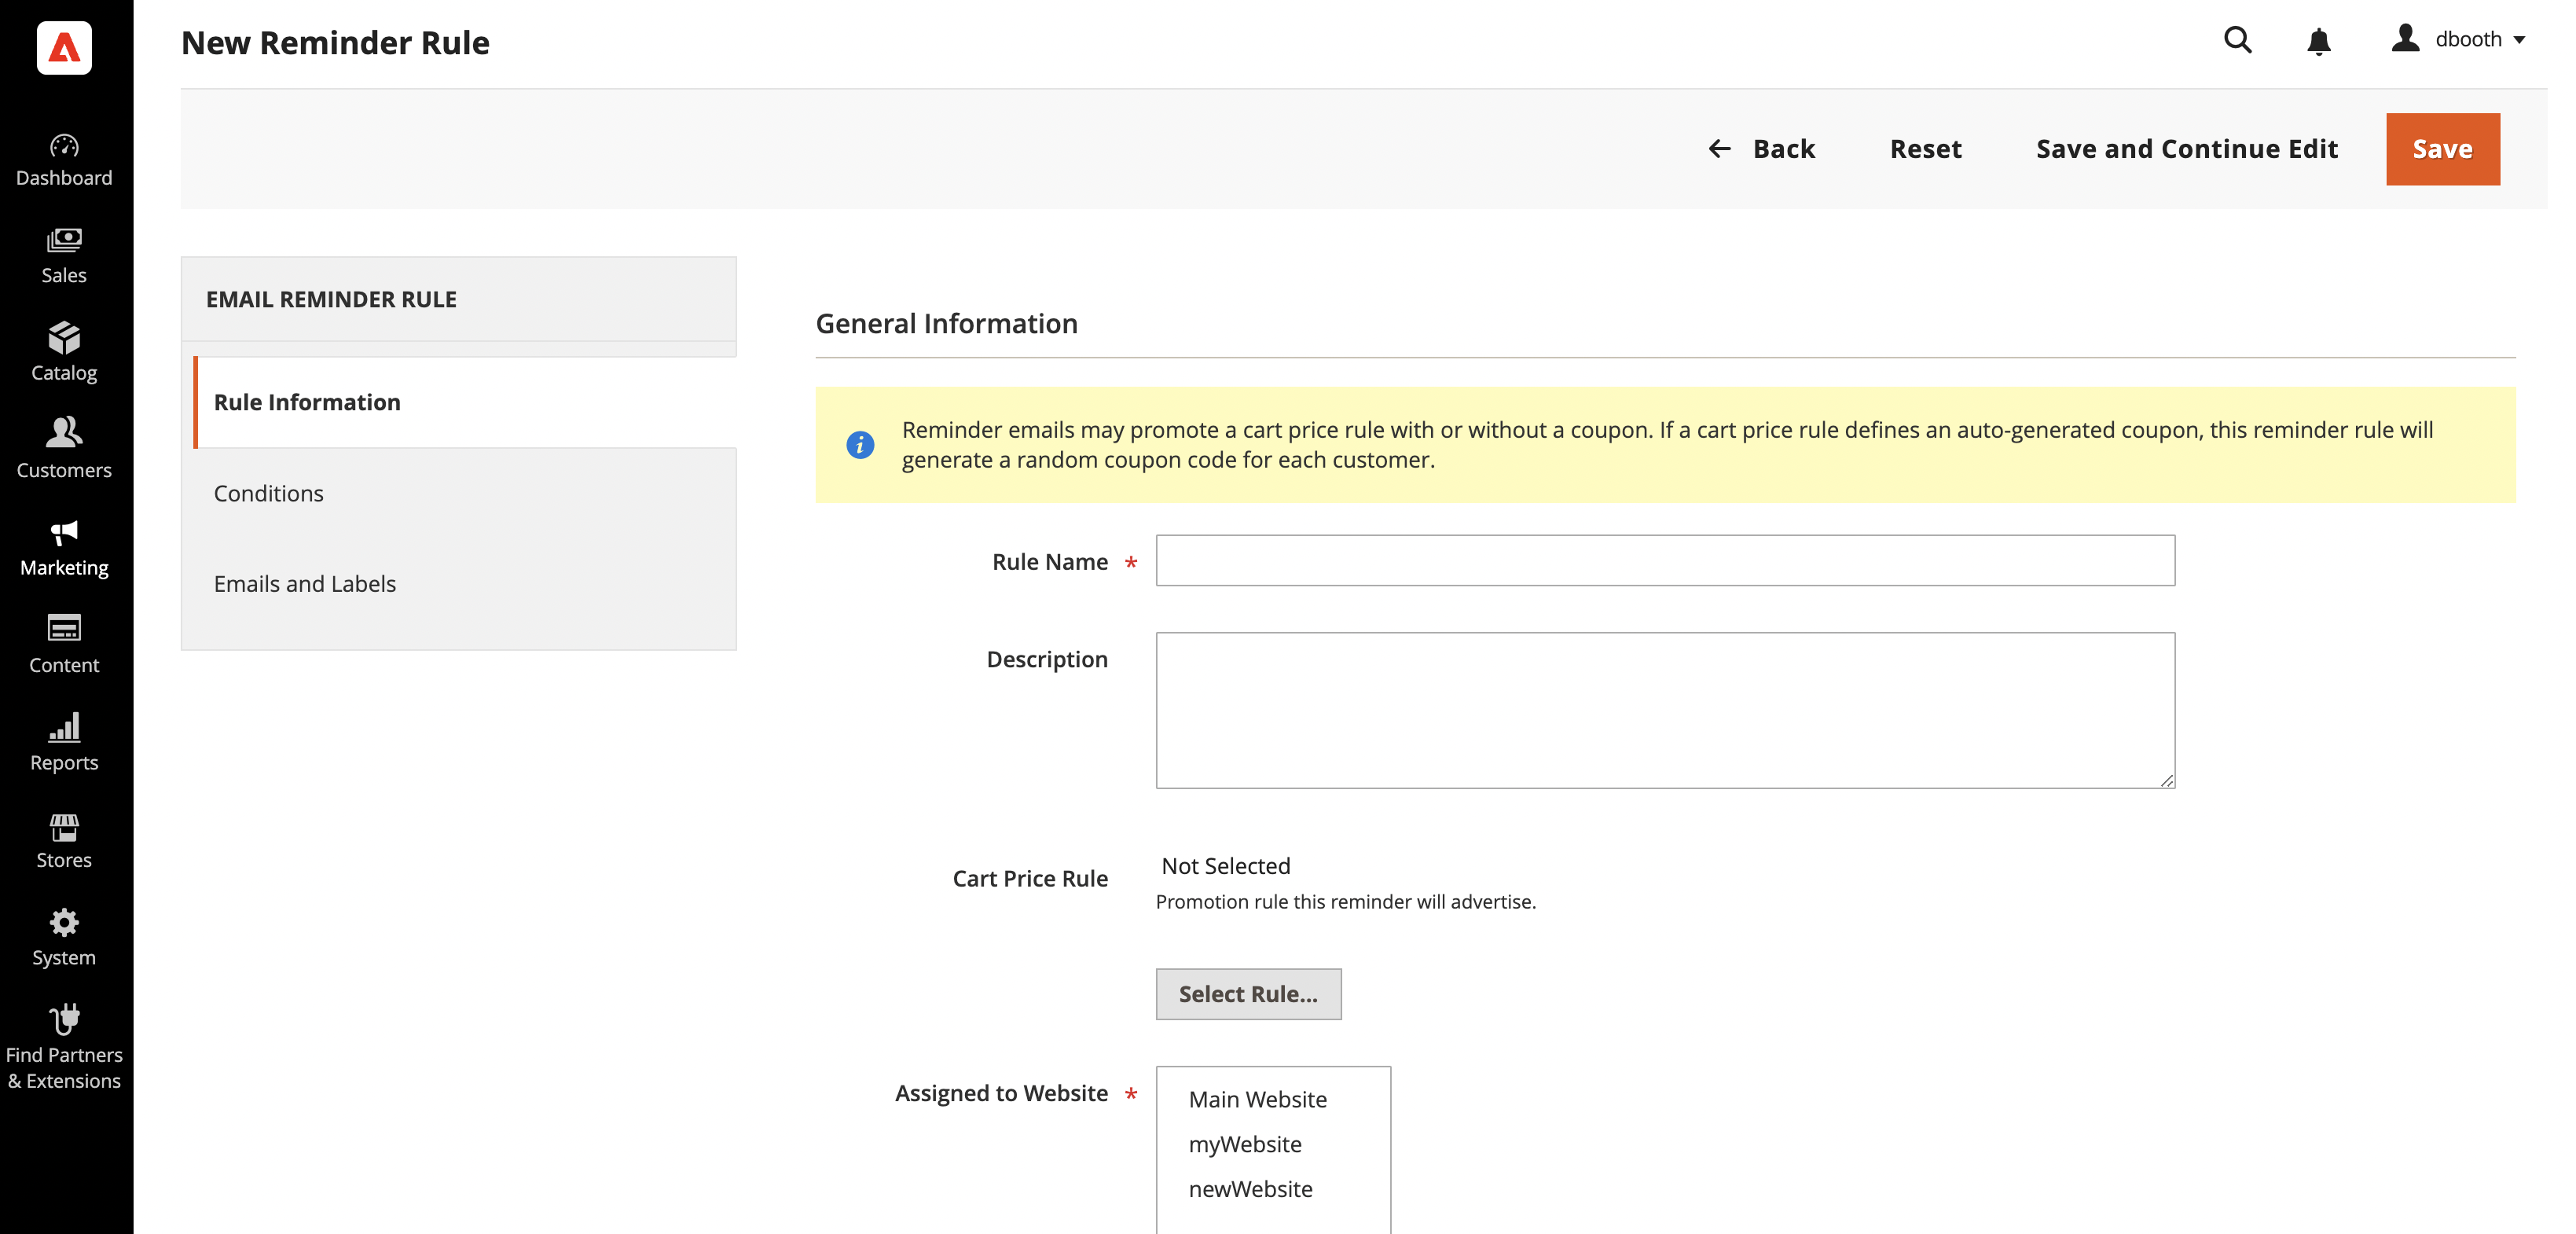 New Reminder Rule
dbooth
Back
Reset
Save and Continue Edit
Save
Dashboard
Sales
Catalog
Customers
Marketing
Content
Reports
Stores
System
Find Partners
& Extensions
EMAIL REMINDER RULE
Rule Information
Conditions
Emails and Labels
General Information
Reminder emails may promote a cart price rule with or without a coupon. If a cart price rule defines an auto-generated coupon, this reminder rule will
generate a random coupon code for each customer.
Rule Name *
Description
Cart Price Rule
Not Selected
Promotion rule this reminder will advertise.
Select Rule...
Assigned to Website *
Main Website
myWebsite
newWebsite